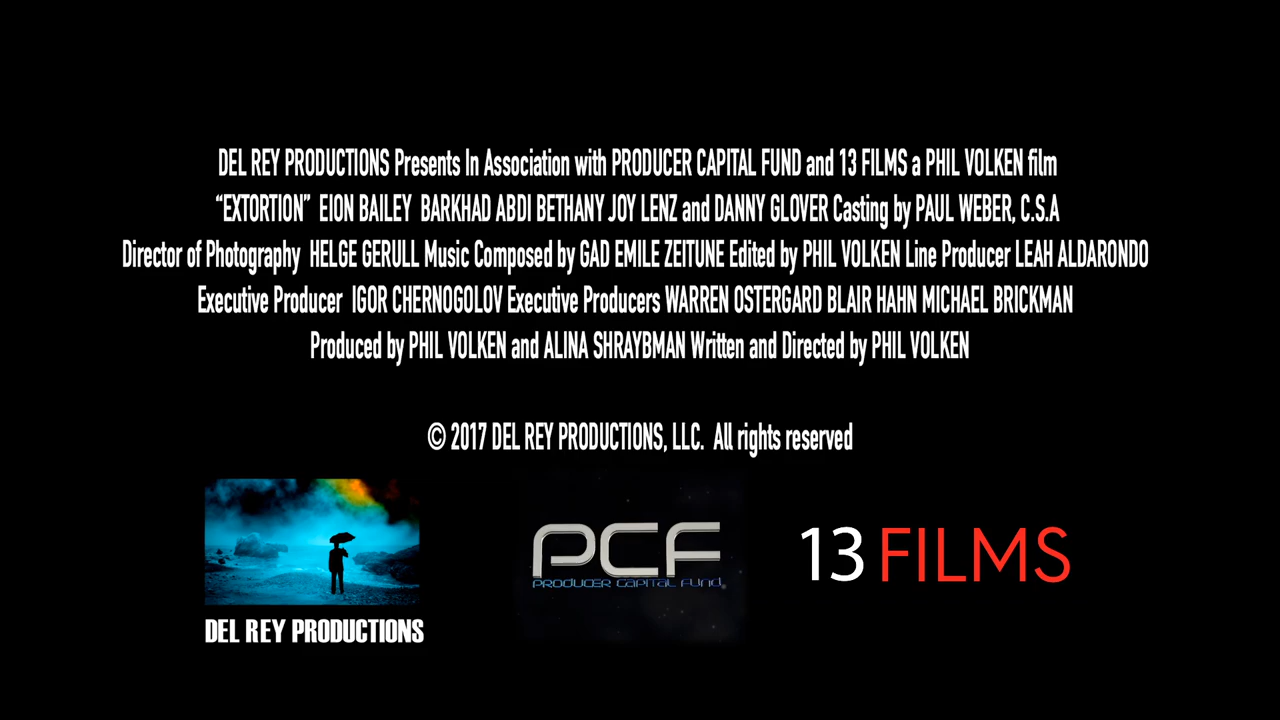 DEL REY PRODUCTIONS Presents In Association with PRODUCER CAPITAL FUND and 13 FILMS a PHIL VOLKEN film
“EXTORTION” EION BAILEY BARKHAD ABDI BETHANY JOY LENZ and DANNY GLOVER Casting by PAUL WEBER, C.S.A
Director of Photography HELGE GERULL Music Composed by GAD EMILE ZEITUNE Edited by PHIL VOLKEN Line Producer LEAH ALDARONDO
Executive Producer IGOR CHERNOGOLOV Executive Producers WARREN OSTERGARD BLAIR HAHN MICHAEL BRICKMAN
Produced by PHIL VOLKEN and ALINA SHRAYBMAN Written and Directed by PHIL VOLKEN
© 2017 DEL REY PRODUCTIONS, LLC. All rights reserved
PCF
PRODUCER CAPITAL FUND®
13 FILMS
DEL REY PRODUCTIONS